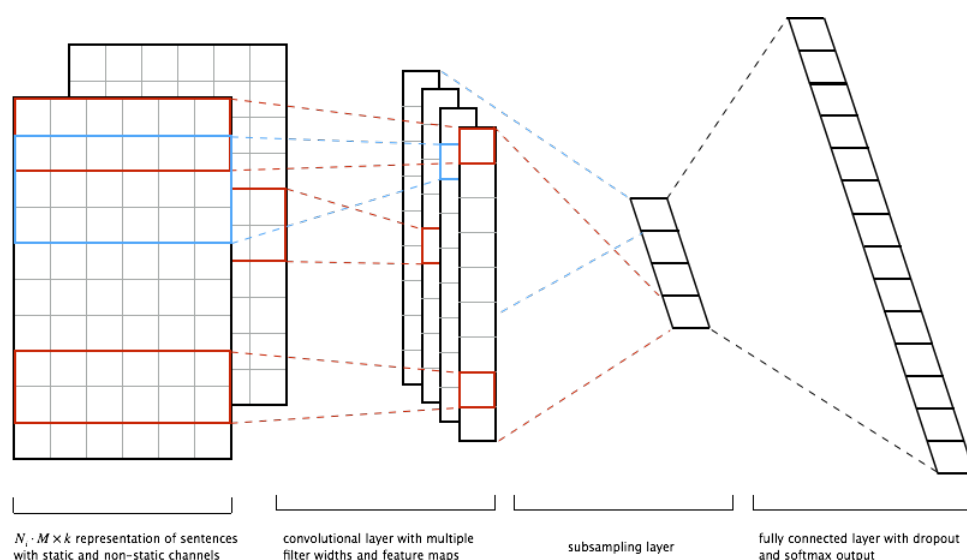 Nᵢ · M × k representation of sentences
with static and non-static channels
convolutional layer with multiple
filter widths and feature maps
subsampling layer
fully connected layer with dropout
and softmax output